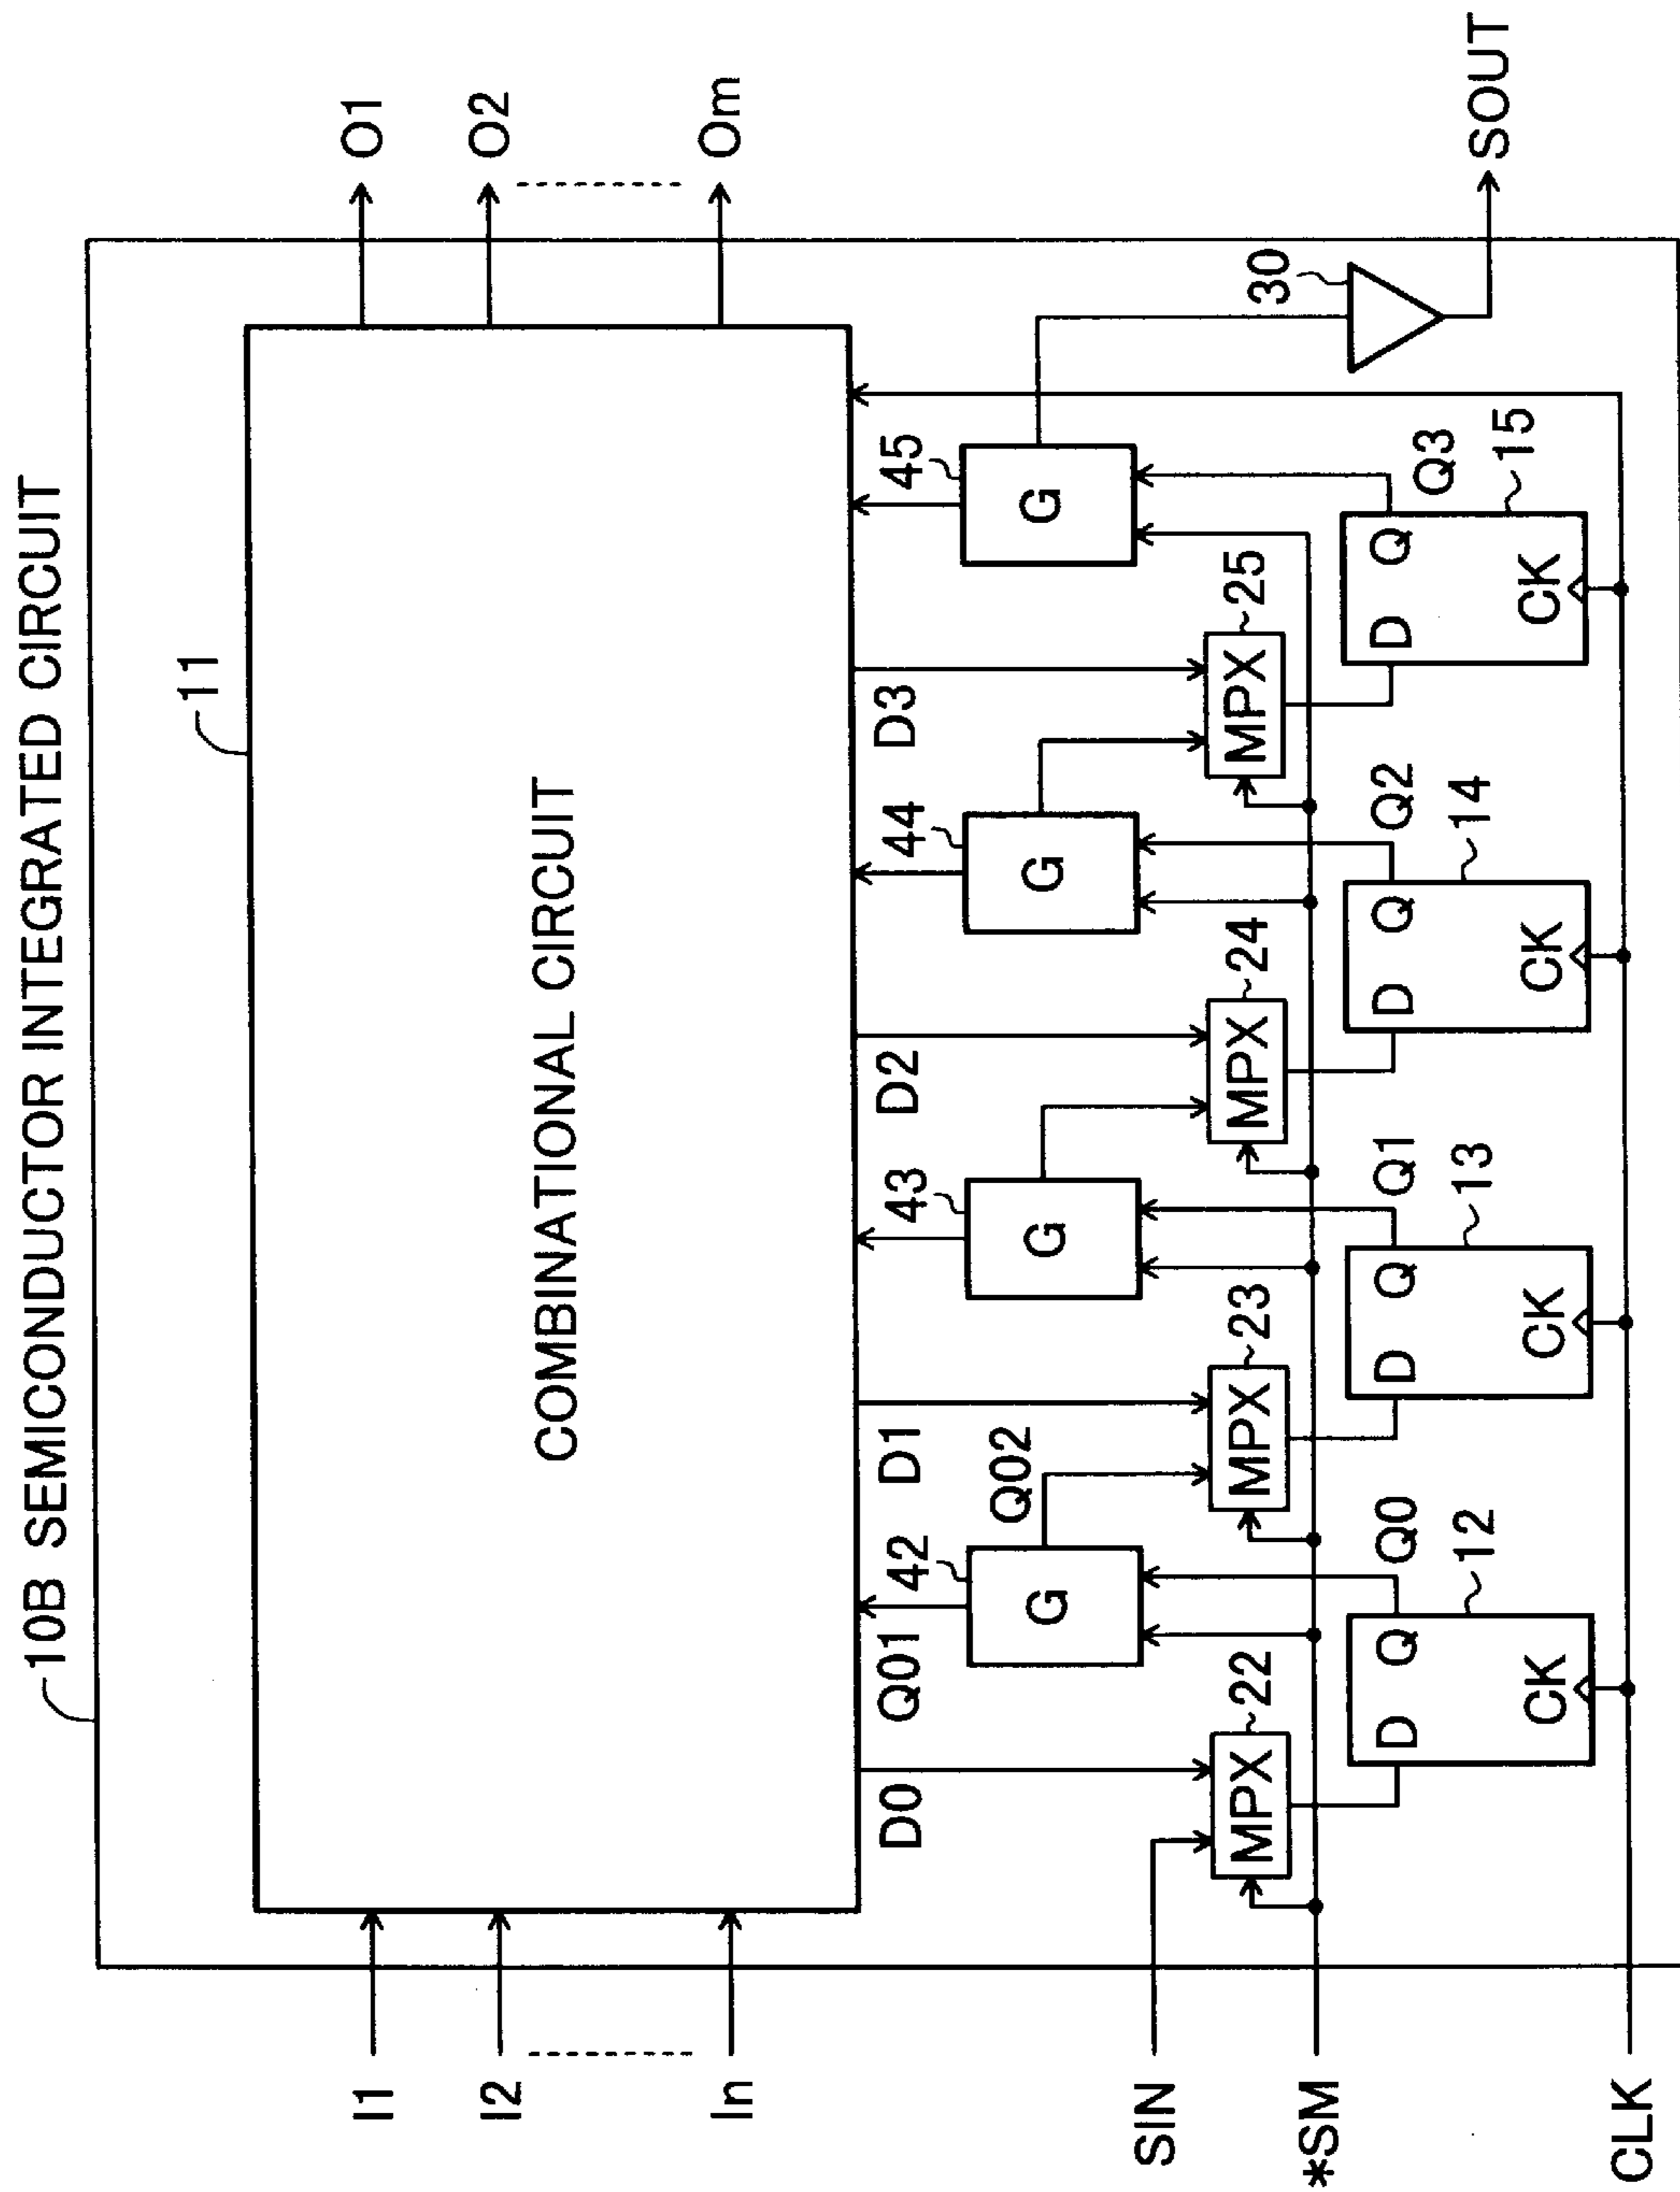 10B SEMICONDUCTOR INTEGRATED CIRCUIT
11
COMBINATIONAL CIRCUIT
I1
I2
In
O1
O2
Om
D0
Q01
42
D1
43
D2
44
D3
45
G
Q02
G
G
G
SIN
MPX
22
MPX
23
MPX
24
MPX
25
30
*SM
Q0
Q1
Q2
Q3
D Q
12
D Q
13
D Q
14
D Q
15
CK
CK
CK
CK
SOUT
CLK